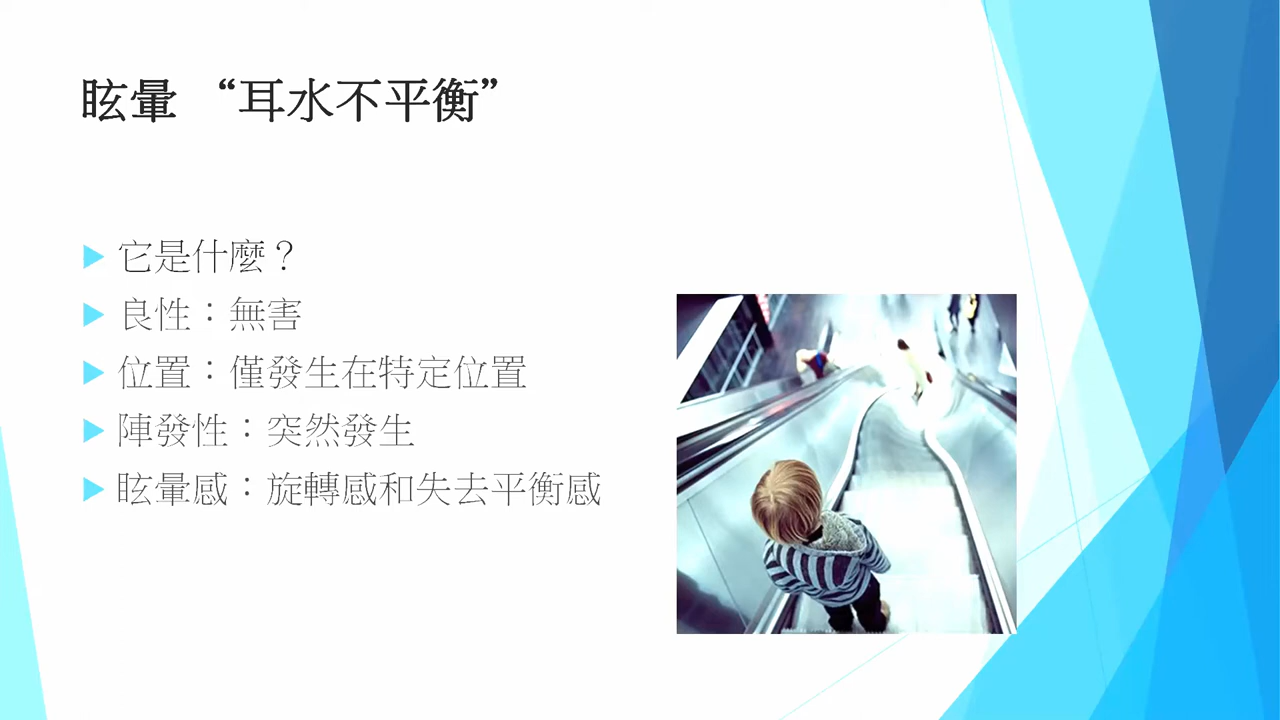 眩暈 “耳水不平衡”
它是什麼？
良性：無害
位置：僅發生在特定位置
陣發性：突然發生
眩暈感：旋轉感和失去平衡感